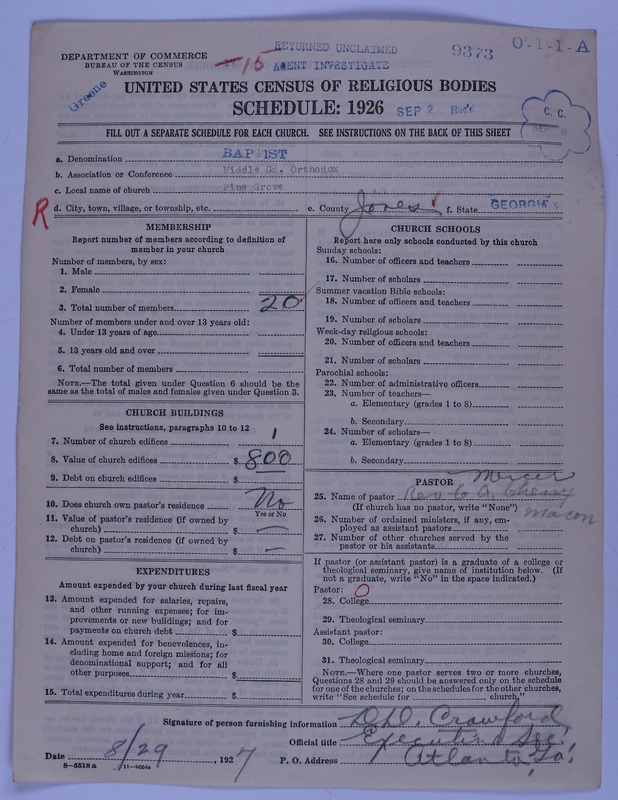 RETURNED UNCLAIMED
AGENT INVESTIGATE
9373
O-1-1-A
-15
DEPARTMENT OF COMMERCE
BUREAU OF THE CENSUS
WASHINGTON
Greene
UNITED STATES CENSUS OF RELIGIOUS BODIES
SCHEDULE: 1926
SEP 2 Rec'd
C. C.
FILL OUT A SEPARATE SCHEDULE FOR EACH CHURCH. SEE INSTRUCTIONS ON THE BACK OF THIS SHEET
a. Denomination BAPTIST
b. Association or Conference Middle Ga. Orthodox
c. Local name of church Pine Grove
R
d. City, town, village, or township, etc. e. County Jones f. State GEORGIA
MEMBERSHIP
Report number of members according to definition of
member in your church
Number of members, by sex:
1. Male
2. Female
3. Total number of members 20
Number of members under and over 13 years old:
4. Under 13 years of age
5. 13 years old and over
6. Total number of members
NOTE.—The total given under Question 6 should be the
same as the total of males and females given under Question 3.
CHURCH BUILDINGS
See instructions, paragraphs 10 to 12
7. Number of church edifices 1
8. Value of church edifices $ 800
9. Debt on church edifices $
10. Does church own pastor's residence No
Yes or No
11. Value of pastor's residence (if owned by
church) $ —
12. Debt on pastor's residence (if owned by
church) $ —
EXPENDITURES
Amount expended by your church during last fiscal year
13. Amount expended for salaries, repairs,
and other running expenses; for im-
provements or new buildings; and for
payments on church debt $
14. Amount expended for benevolences, in-
cluding home and foreign missions; for
denominational support; and for all
other purposes $
15. Total expenditures during year $
CHURCH SCHOOLS
Report here only schools conducted by this church
Sunday schools:
16. Number of officers and teachers
17. Number of scholars
Summer vacation Bible schools:
18. Number of officers and teachers
19. Number of scholars
Week-day religious schools:
20. Number of officers and teachers
21. Number of scholars
Parochial schools:
22. Number of administrative officers
23. Number of teachers—
a. Elementary (grades 1 to 8)
b. Secondary
24. Number of scholars—
a. Elementary (grades 1 to 8)
b. Secondary
PASTOR Mercer
25. Name of pastor Rev. C. A.
(If church has no pastor, write "None") Macon
26. Number of ordained ministers, if any, em-
ployed as assistant pastors
27. Number of other churches served by the
pastor or his assistants
If pastor (or assistant pastor) is a graduate of a college or
theological seminary, give name of institution below. (If
not a graduate, write "No" in the space indicated.)
Pastor: O
28. College
29. Theological seminary
Assistant pastor:
30. College
31. Theological seminary
NOTE.—Where one pastor serves two or more churches,
Questions 28 and 29 should be answered only on the schedule
for one of the churches; on the schedules for the other churches,
write "See schedule for church."
Signature of person furnishing information Crawford
Official title Executive Sec.
Date 8/29 1927 P. O. Address Atlanta, Ga.
8-5518 a 11-9554a